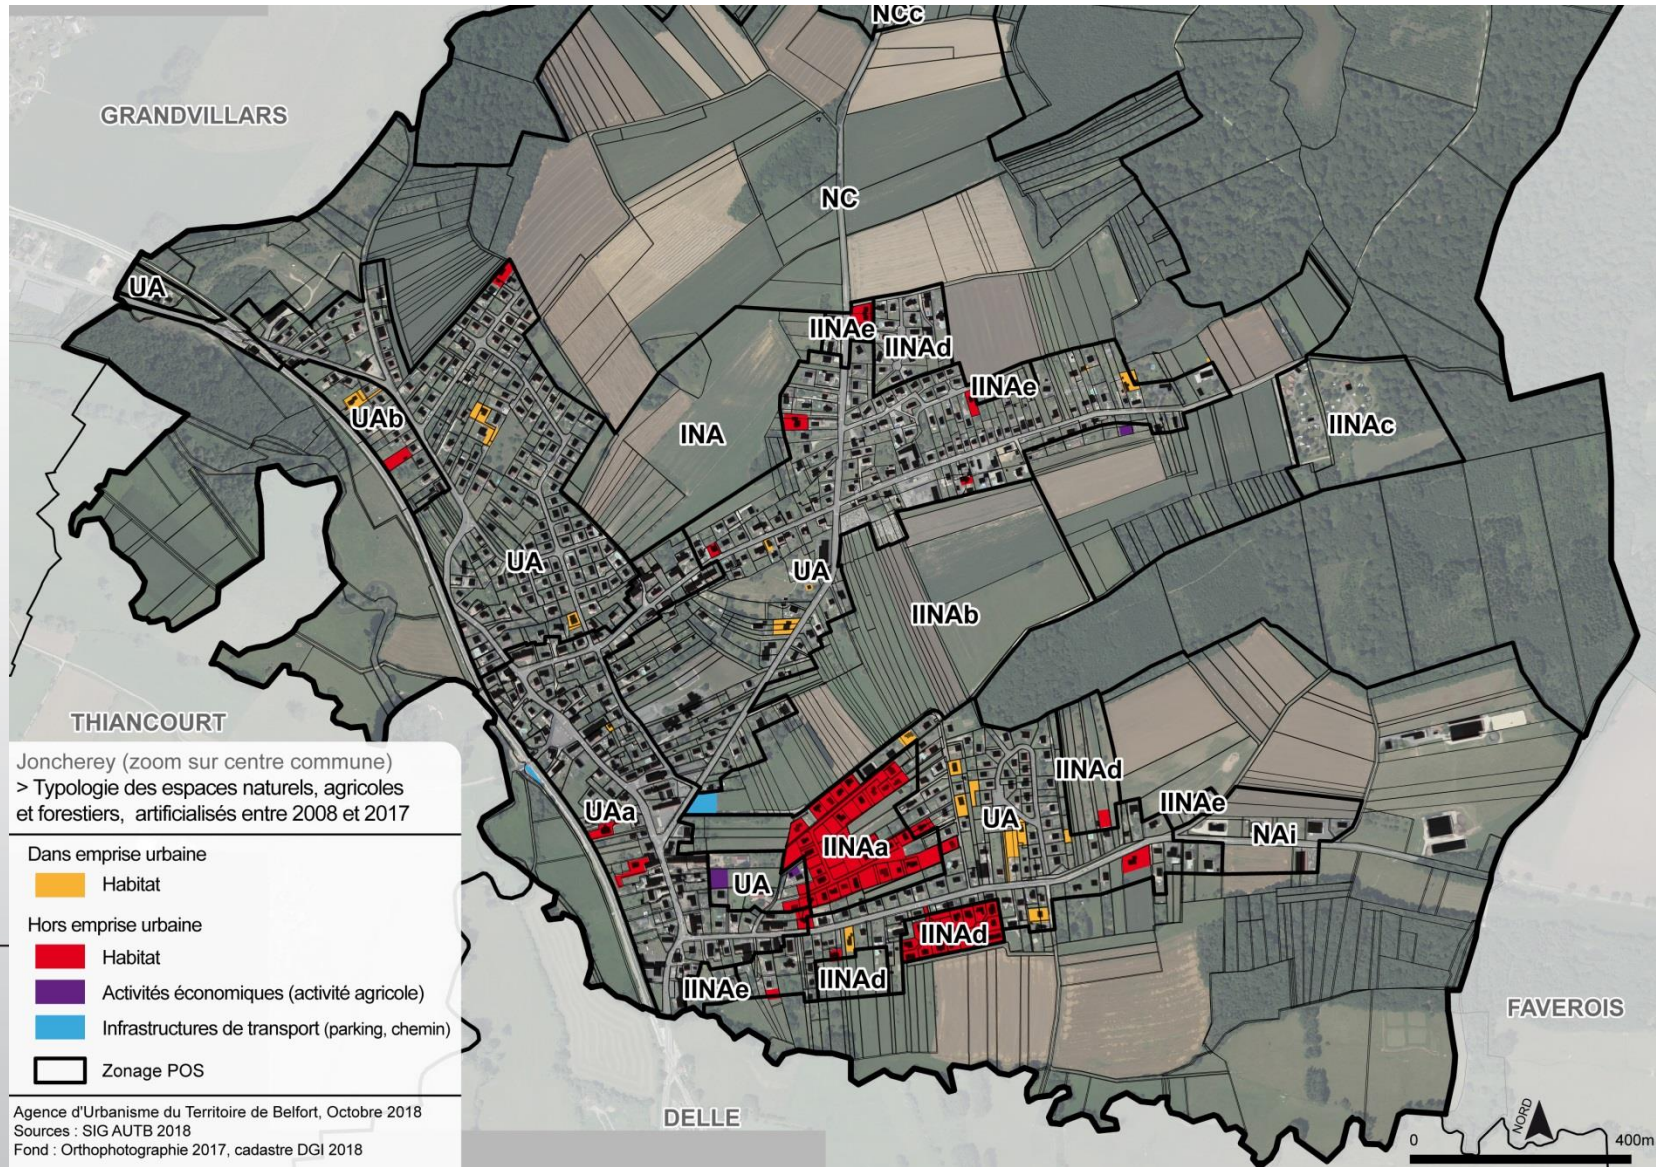 NCc
GRANDVILLARS
NC
UA
IINAe
IINAd
IINAe
UAb
INA
IINAc
UA
UA
IINAb
THIANCOURT
IINAd
IINAe
UAa
UA
NAi
IINAa
UA
IINAd
IINAe
IINAd
FAVEROIS
DELLE
Joncherey (zoom sur centre commune)
> Typologie des espaces naturels, agricoles
et forestiers, artificialisés entre 2008 et 2017
Dans emprise urbaine
Habitat
Hors emprise urbaine
Habitat
Activités économiques (activité agricole)
Infrastructures de transport (parking, chemin)
Zonage POS
Agence d'Urbanisme du Territoire de Belfort, Octobre 2018
Sources : SIG AUTB 2018
Fond : Orthophotographie 2017, cadastre DGI 2018
NORD
0 400m